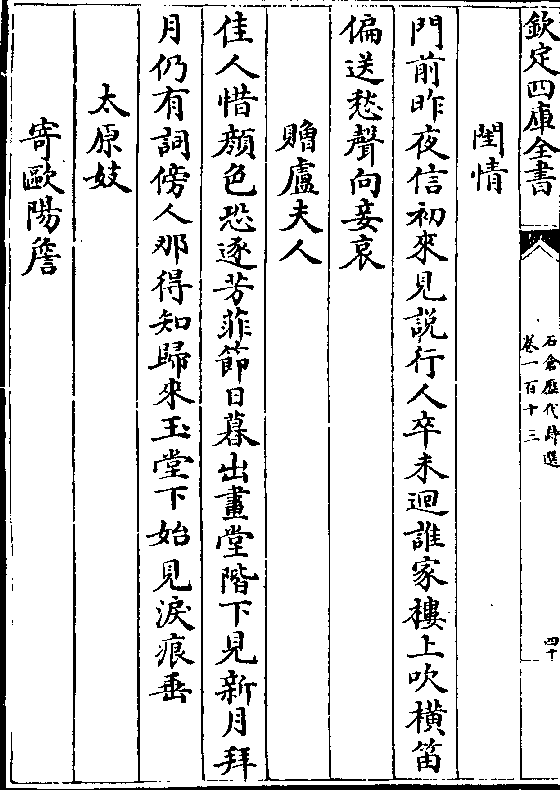 欽定四庫全書
石倉歷代詩選
卷一百十三
四十
閨情
門前昨夜信初來見說行人卒未迴誰家樓上吹横笛
偏送愁聲向妾哀
贈盧夫人
佳人惜顔色恐逐芳菲節日暮出畫堂階下見新月拜
月仍有詞傍人那得知歸來玉堂下始見淚痕垂
太原妓
寄歐陽詹